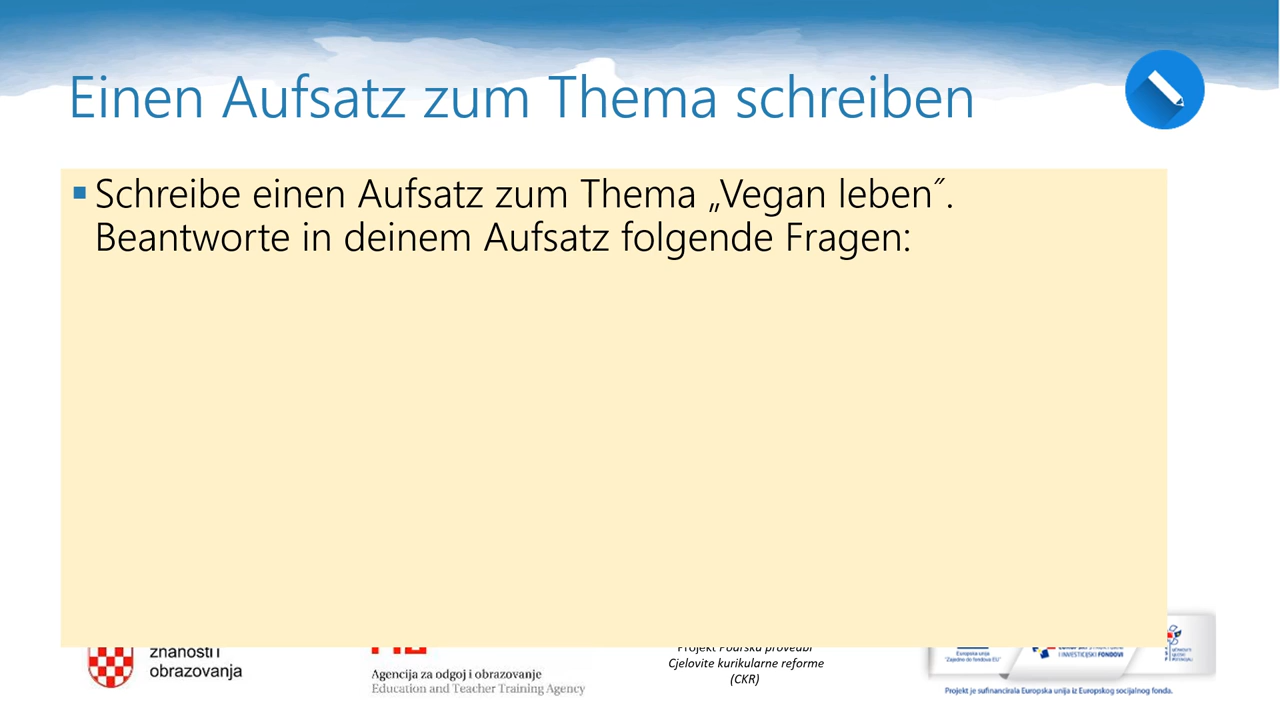 Einen Aufsatz zum Thema schreiben
Schreibe einen Aufsatz zum Thema „Vegan leben˝.
Beantworte in deinem Aufsatz folgende Fragen:
znanosti i
obrazovanja
Agencija za odgoj i obrazovanje
Education and Teacher Training Agency
Projekt Podrška provedbi
Cjelovite kurikularne reforme
(CKR)
Europska unija
"Zajedno do fondova EU"
I INVESTICIJSKI FONDOVI
Projekt je sufinancirala Europska unija iz Europskog socijalnog fonda.